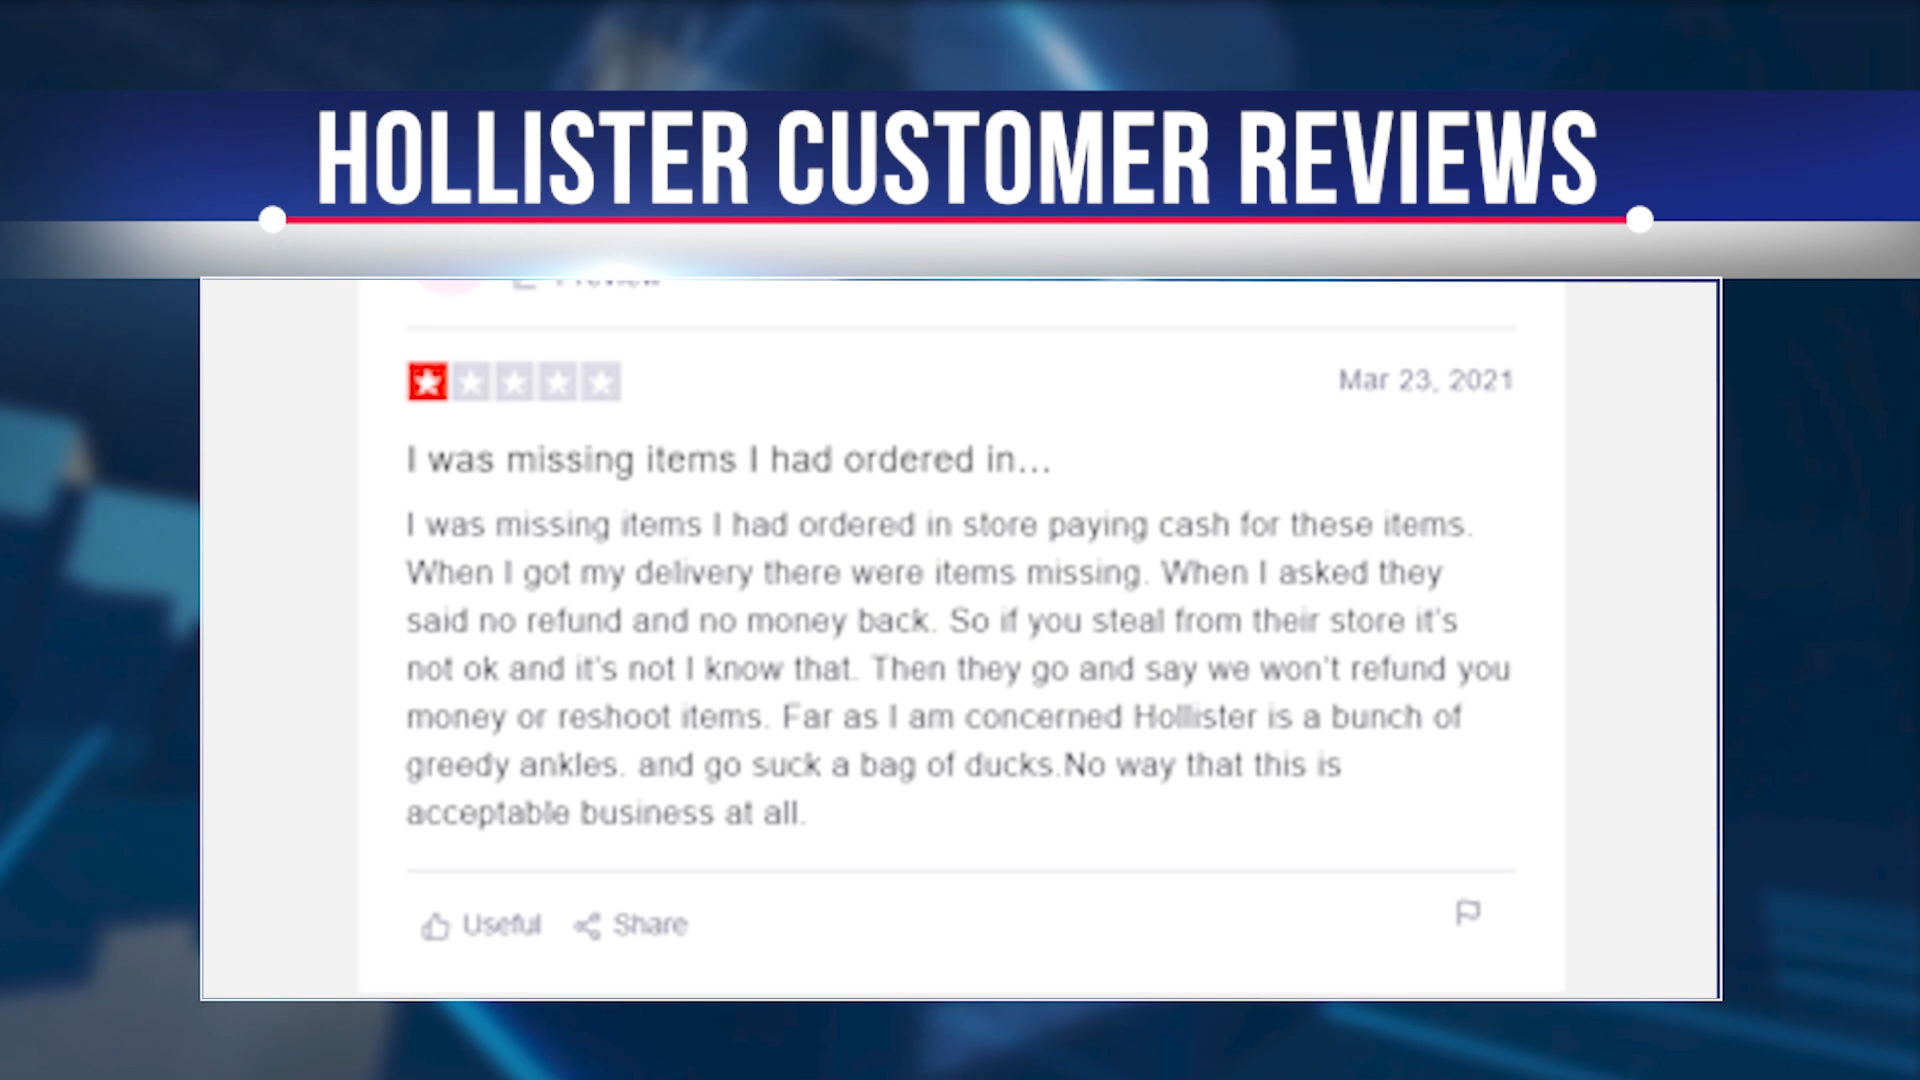 HOLLISTER CUSTOMER REVIEWS
Mar 23, 2021
I was missing items I had ordered in...
I was missing items I had ordered in store paying cash for these items.
When I got my delivery there were items missing. When I asked they
said no refund and no money back. So if you steal from their store it's
not ok and it's not I know that. Then they go and say we won't refund you
money or reshoot items. Far as I am concerned Hollister is a bunch of
greedy ankles. and go suck a bag of ducks.No way that this is
acceptable business at all.
Useful Share